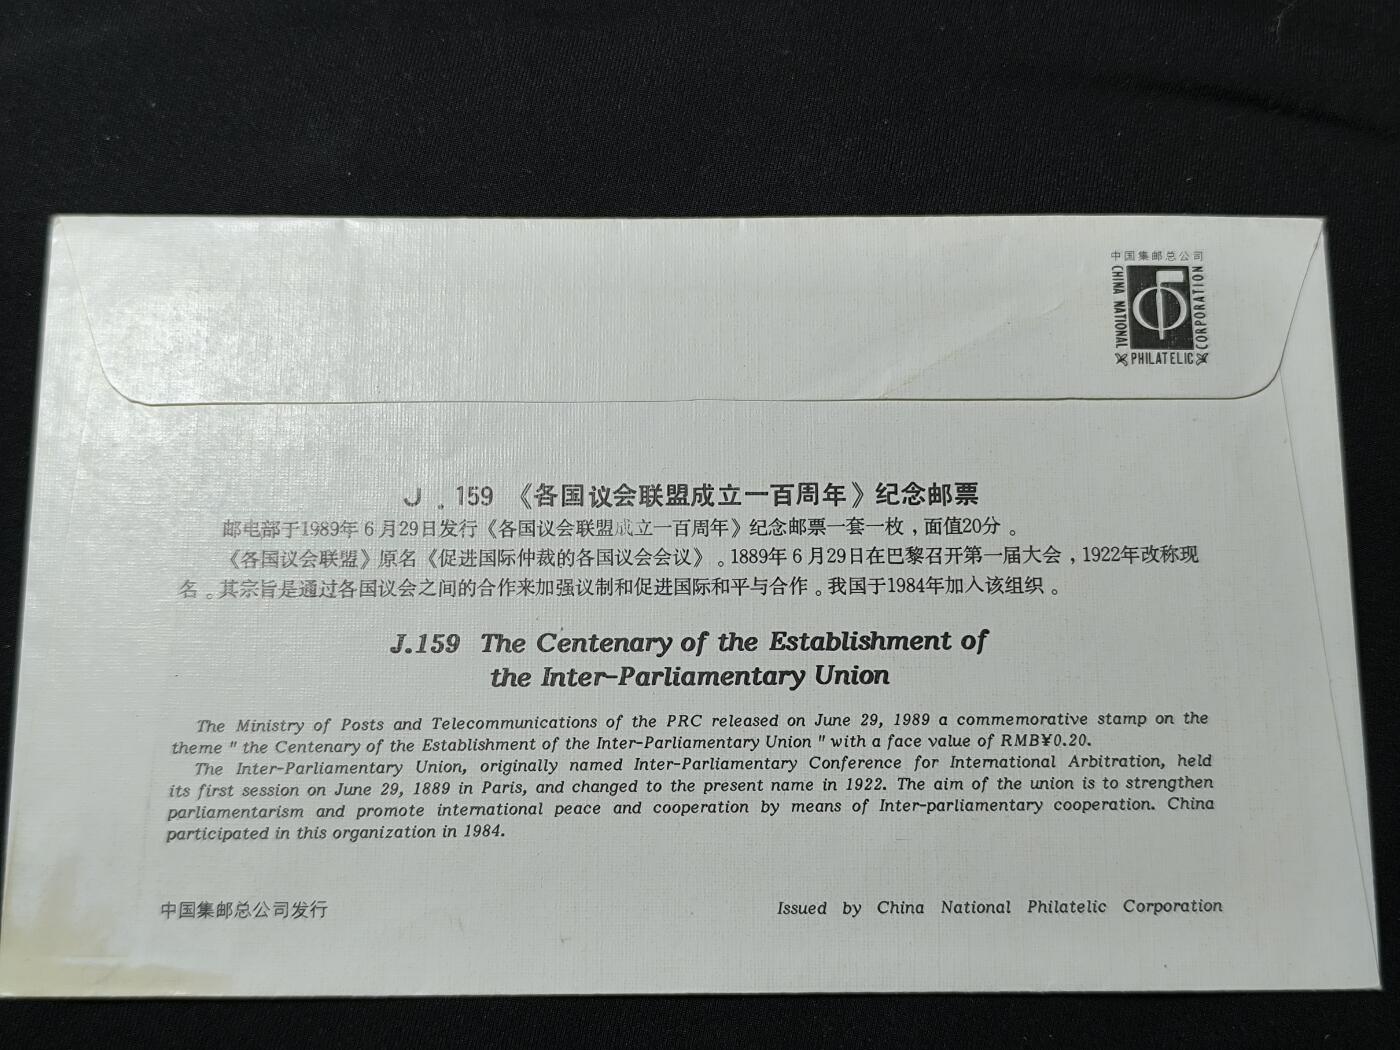 中国集邮总公司
CHINA NATIONAL
PHILATELIC
CORPORATION
J.159 《各国议会联盟成立一百周年》纪念邮票
邮电部于1989年6月29日发行《各国议会联盟成立一百周年》纪念邮票一套一枚，面值20分。
《各国议会联盟》原名《促进国际仲裁的各国议会会议》。1889年6月29日在巴黎召开第一届大会，1922年改称现
名。其宗旨是通过各国议会之间的合作来加强议制和促进国际和平与合作。我国于1984年加入该组织。
J.159 The Centenary of the Establishment of
the Inter-Parliamentary Union
The Ministry of Posts and Telecommunications of the PRC released on June 29, 1989 a commemorative stamp on the
theme " the Centenary of the Establishment of the Inter-Parliamentary Union " with a face value of RMB¥0.20.
The Inter-Parliamentary Union, originally named Inter-Parliamentary Conference for International Arbitration, held
its first session on June 29, 1889 in Paris, and changed to the present name in 1922. The aim of the union is to strengthen
parliamentarism and promote international peace and cooperation by means of Inter-parliamentary cooperation. China
participated in this organization in 1984.
中国集邮总公司发行
Issued by China National Philatelic Corporation